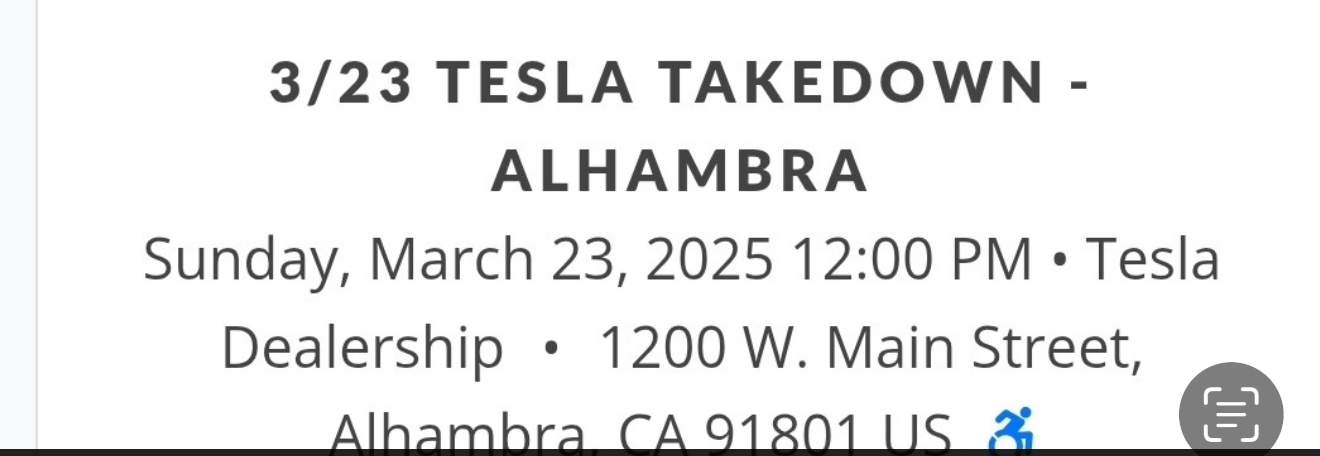 3/23 TESLA TAKEDOWN -
ALHAMBRA
Sunday, March 23, 2025 12:00 PM • Tesla
Dealership • 1200 W. Main Street,
Alhambra, CA 91801 US